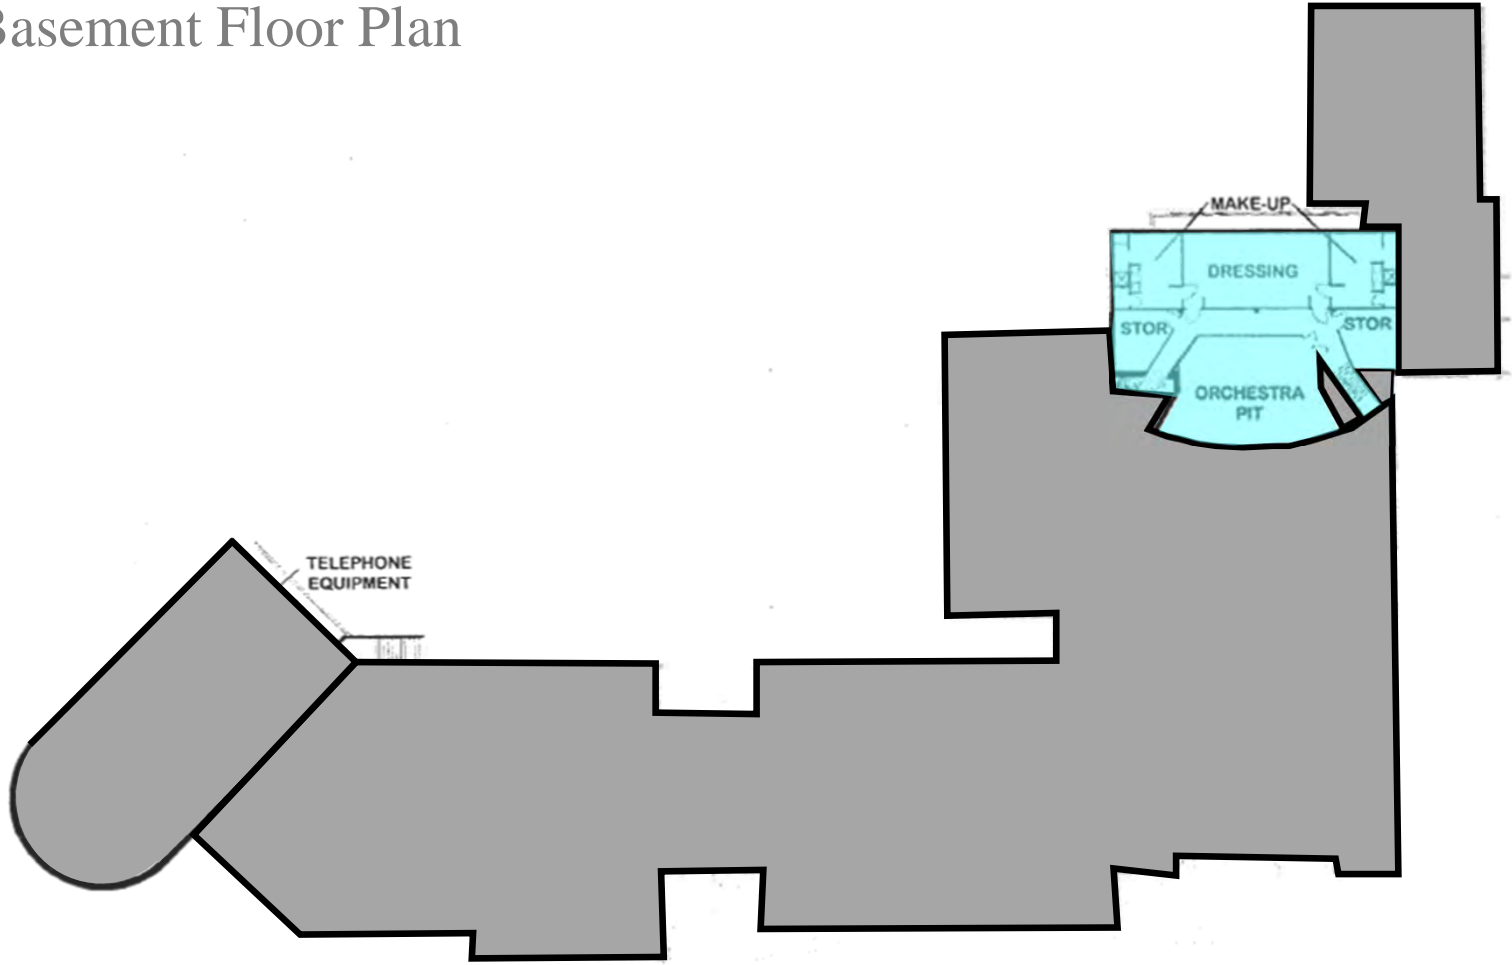 Basement Floor Plan
MAKE-UP
DRESSING
STOR
STOR
ORCHESTRA
PIT
TELEPHONE
EQUIPMENT